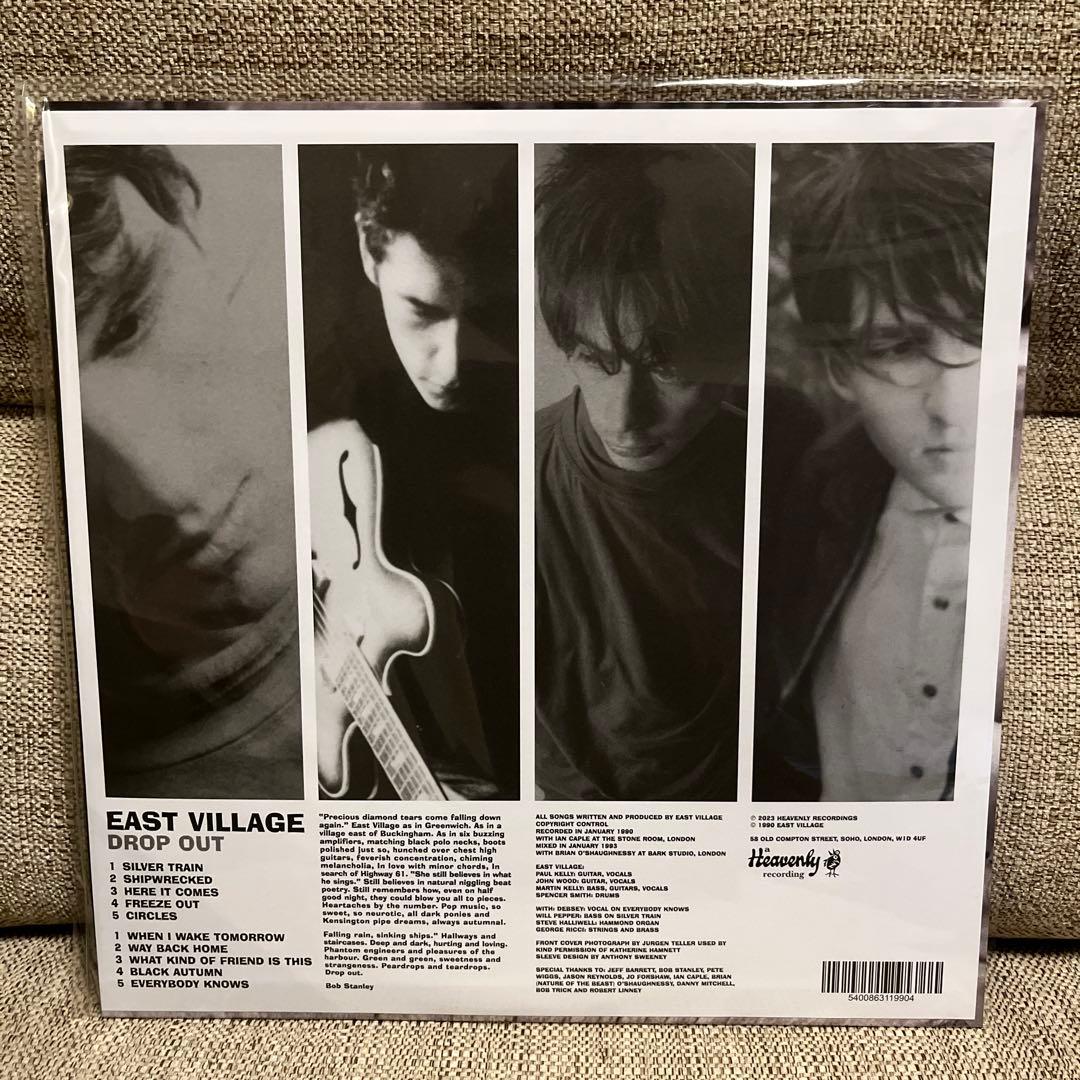 EAST VILLAGE
DROP OUT
1 SILVER TRAIN
2 SHIPWRECKED
3 HERE IT COMES
4 FREEZE OUT
5 CIRCLES
1 WHEN I WAKE TOMORROW
2 WAY BACK HOME
3 WHAT KIND OF FRIEND IS THIS
4 BLACK AUTUMN
5 EVERYBODY KNOWS
"Precious diamond tears come falling down
again." East Village as in Greenwich. As in a
village east of Buckingham. As in six buzzing
amplifiers, matching black polo necks, boots
polished just so, hunched over chest high
guitars, feverish concentration, chiming
melancholia, In love with minor chords, In
search of Highway 61. "She still believes in what
he sings." Still believes in natural niggling beat
poetry. Still remembers how, even on half
good night, they could blow you all to pieces.
Heartaches by the number. Pop music, so
sweet, so neurotic, all dark ponies and
Kensington pipe dreams, always autumnal.
Falling rain, sinking ships." Hallways and
staircases. Deep and dark, hurting and loving.
Phantom engineers and pleasures of the
harbour. Green and green, sweetness and
strangeness. Peardrops and teardrops.
Drop out.
Bob Stanley
ALL SONGS WRITTEN AND PRODUCED BY EAST VILLAGE
COPYRIGHT CONTROL
RECORDED IN JANUARY 1990
WITH IAN CAPLE AT THE STONE ROOM, LONDON
MIXED IN JANUARY 1993
WITH BRIAN O'SHAUGHNESSY AT BARK STUDIO, LONDON
EAST VILLAGE:
PAUL KELLY: GUITAR, VOCALS
JOHN WOOD: GUITAR, VOCALS
MARTIN KELLY: BASS, GUITARS, VOCALS
SPENCER SMITH: DRUMS
WITH: DEBSEY: VOCAL ON EVERYBODY KNOWS
WILL PEPPER: BASS ON SILVER TRAIN
STEVE HALLIWELL: HAMMOND ORGAN
GEORGE RICCI: STRINGS AND BRASS
FRONT COVER PHOTOGRAPH BY JURGEN TELLER USED BY
KIND PERMISSION OF KATHERINE HAMNETT
SLEEVE DESIGN BY ANTHONY SWEENEY
SPECIAL THANKS TO: JEFF BARRETT, BOB STANLEY, PETE
WIGGS, JASON REYNOLDS, JO FORSHAW, IAN CAPLE, BRIAN
(NATURE OF THE BEAST) O'SHAUGHNESSY, DANNY MITCHELL,
BOB TRICK AND ROBERT LINNEY
℗ 2023 HEAVENLY RECORDINGS
© 1990 EAST VILLAGE
58 OLD COMPTON STREET, SOHO, LONDON, W1D 4UF
a
Heavenly
recording
5400863119904